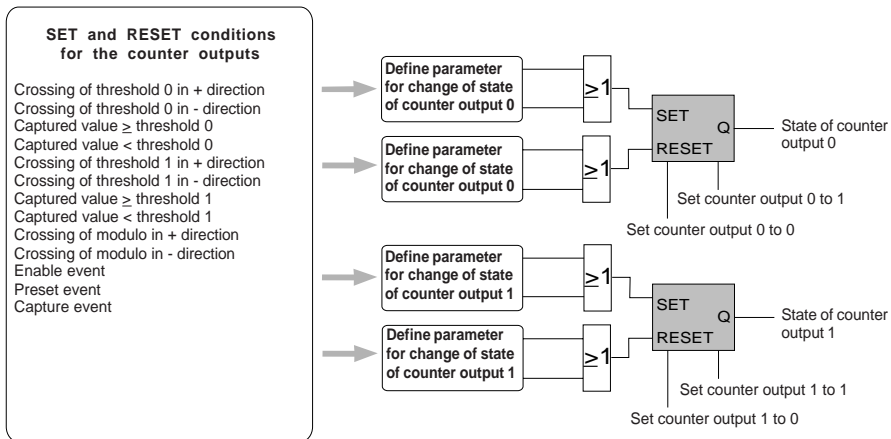 SET and RESET conditions
for the counter outputs
Crossing of threshold 0 in + direction
Crossing of threshold 0 in - direction
Captured value ≥ threshold 0
Captured value < threshold 0
Crossing of threshold 1 in + direction
Crossing of threshold 1 in - direction
Captured value ≥ threshold 1
Captured value < threshold 1
Crossing of modulo in + direction
Crossing of modulo in - direction
Enable event
Preset event
Capture event
Define parameter
for change of state
of counter output 0
≥1
Define parameter
for change of state
of counter output 0
≥1
SET
Q
RESET
State of counter
output 0
Set counter output 0 to 1
Set counter output 0 to 0
Define parameter
for change of state
of counter output 1
≥1
Define parameter
for change of state
of counter output 1
≥1
SET
Q
RESET
State of counter
output 1
Set counter output 1 to 1
Set counter output 1 to 0